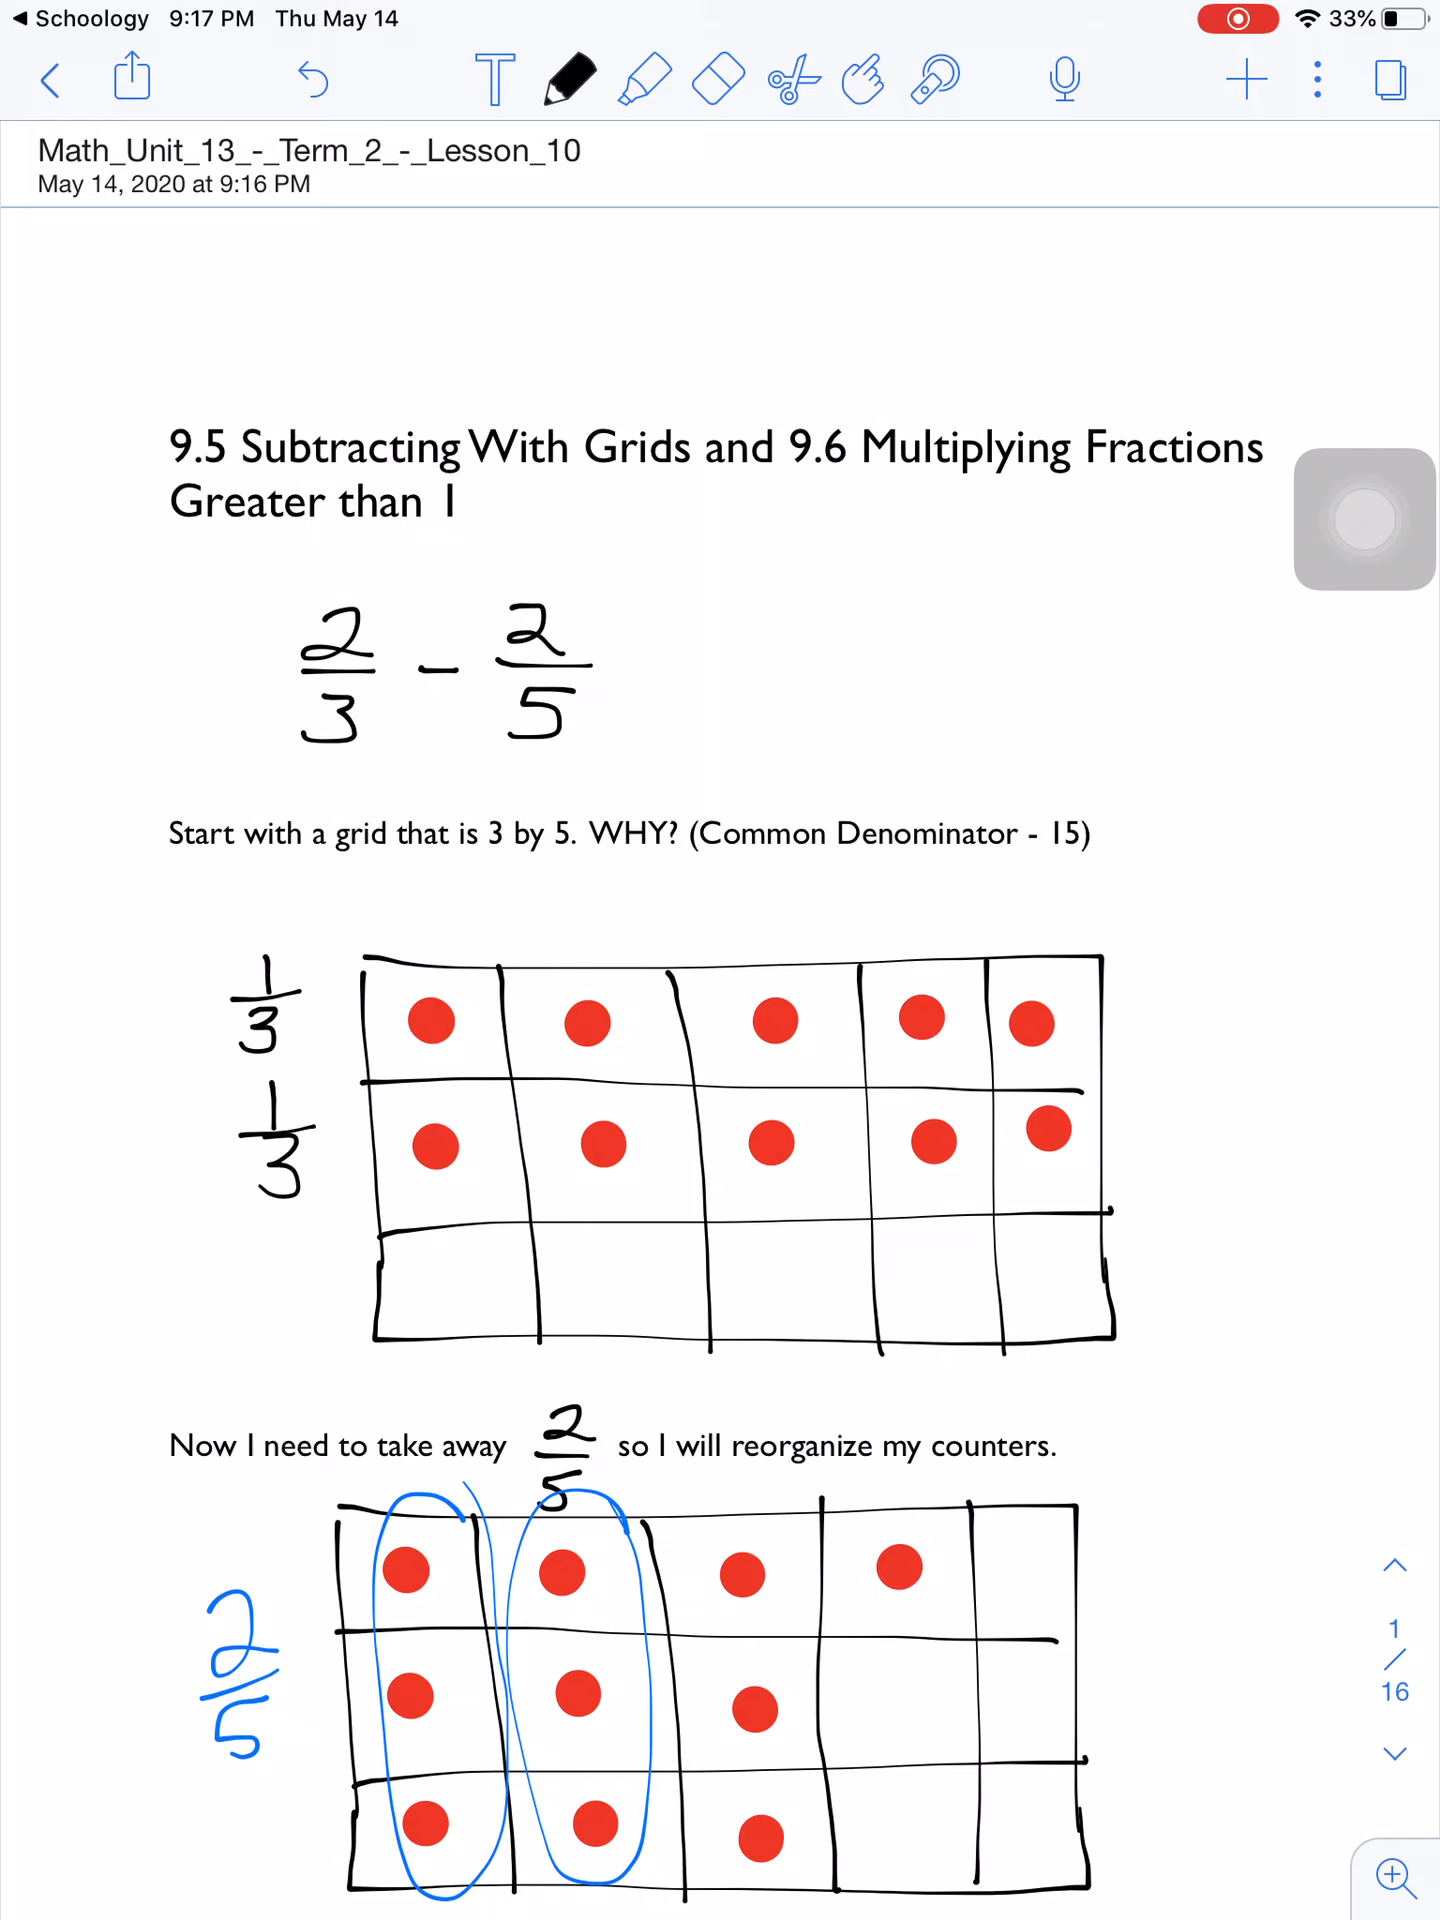 Schoology 9:17 PM Thu May 14 33%
T
Math_Unit_13_-_Term_2_-_Lesson_10
May 14, 2020 at 9:16 PM
9.5 Subtracting With Grids and 9.6 Multiplying Fractions
Greater than 1
2/3 - 2/5
Start with a grid that is 3 by 5. WHY? (Common Denominator - 15)
1/3
1/3
Now I need to take away 2/5 so I will reorganize my counters.
2/5
1
/
16